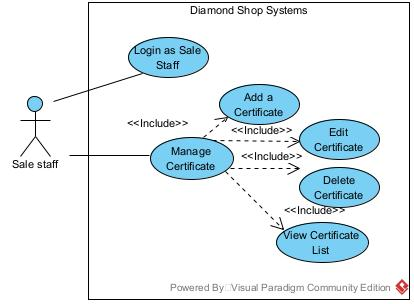 Diamond Shop Systems
Login as Sale
Staff
Add a
Certificate
<<Include>>
<<Include>>
Edit
Certificate
Sale staff
Manage
Certificate
<<Include>>
Delete
Certificate
<<Include>>
View Certificate
List
Powered By Visual Paradigm Community Edition